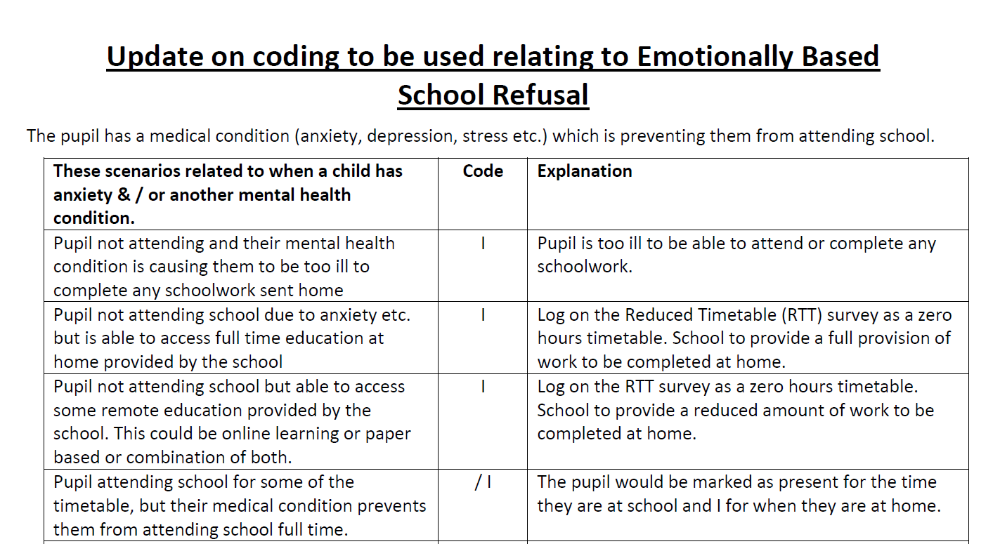 Update on coding to be used relating to Emotionally Based
School Refusal
The pupil has a medical condition (anxiety, depression, stress etc.) which is preventing them from attending school.
These scenarios related to when a child has
anxiety & / or another mental health
condition.
Code
Explanation
Pupil not attending and their mental health
condition is causing them to be too ill to
complete any schoolwork sent home
I
Pupil is too ill to be able to attend or complete any
schoolwork.
Pupil not attending school due to anxiety etc.
but is able to access full time education at
home provided by the school
I
Log on the Reduced Timetable (RTT) survey as a zero
hours timetable. School to provide a full provision of
work to be completed at home.
Pupil not attending school but able to access
some remote education provided by the
school. This could be online learning or paper
based or combination of both.
I
Log on the RTT survey as a zero hours timetable.
School to provide a reduced amount of work to be
completed at home.
Pupil attending school for some of the
timetable, but their medical condition prevents
them from attending school full time.
/ I
The pupil would be marked as present for the time
they are at school and I for when they are at home.